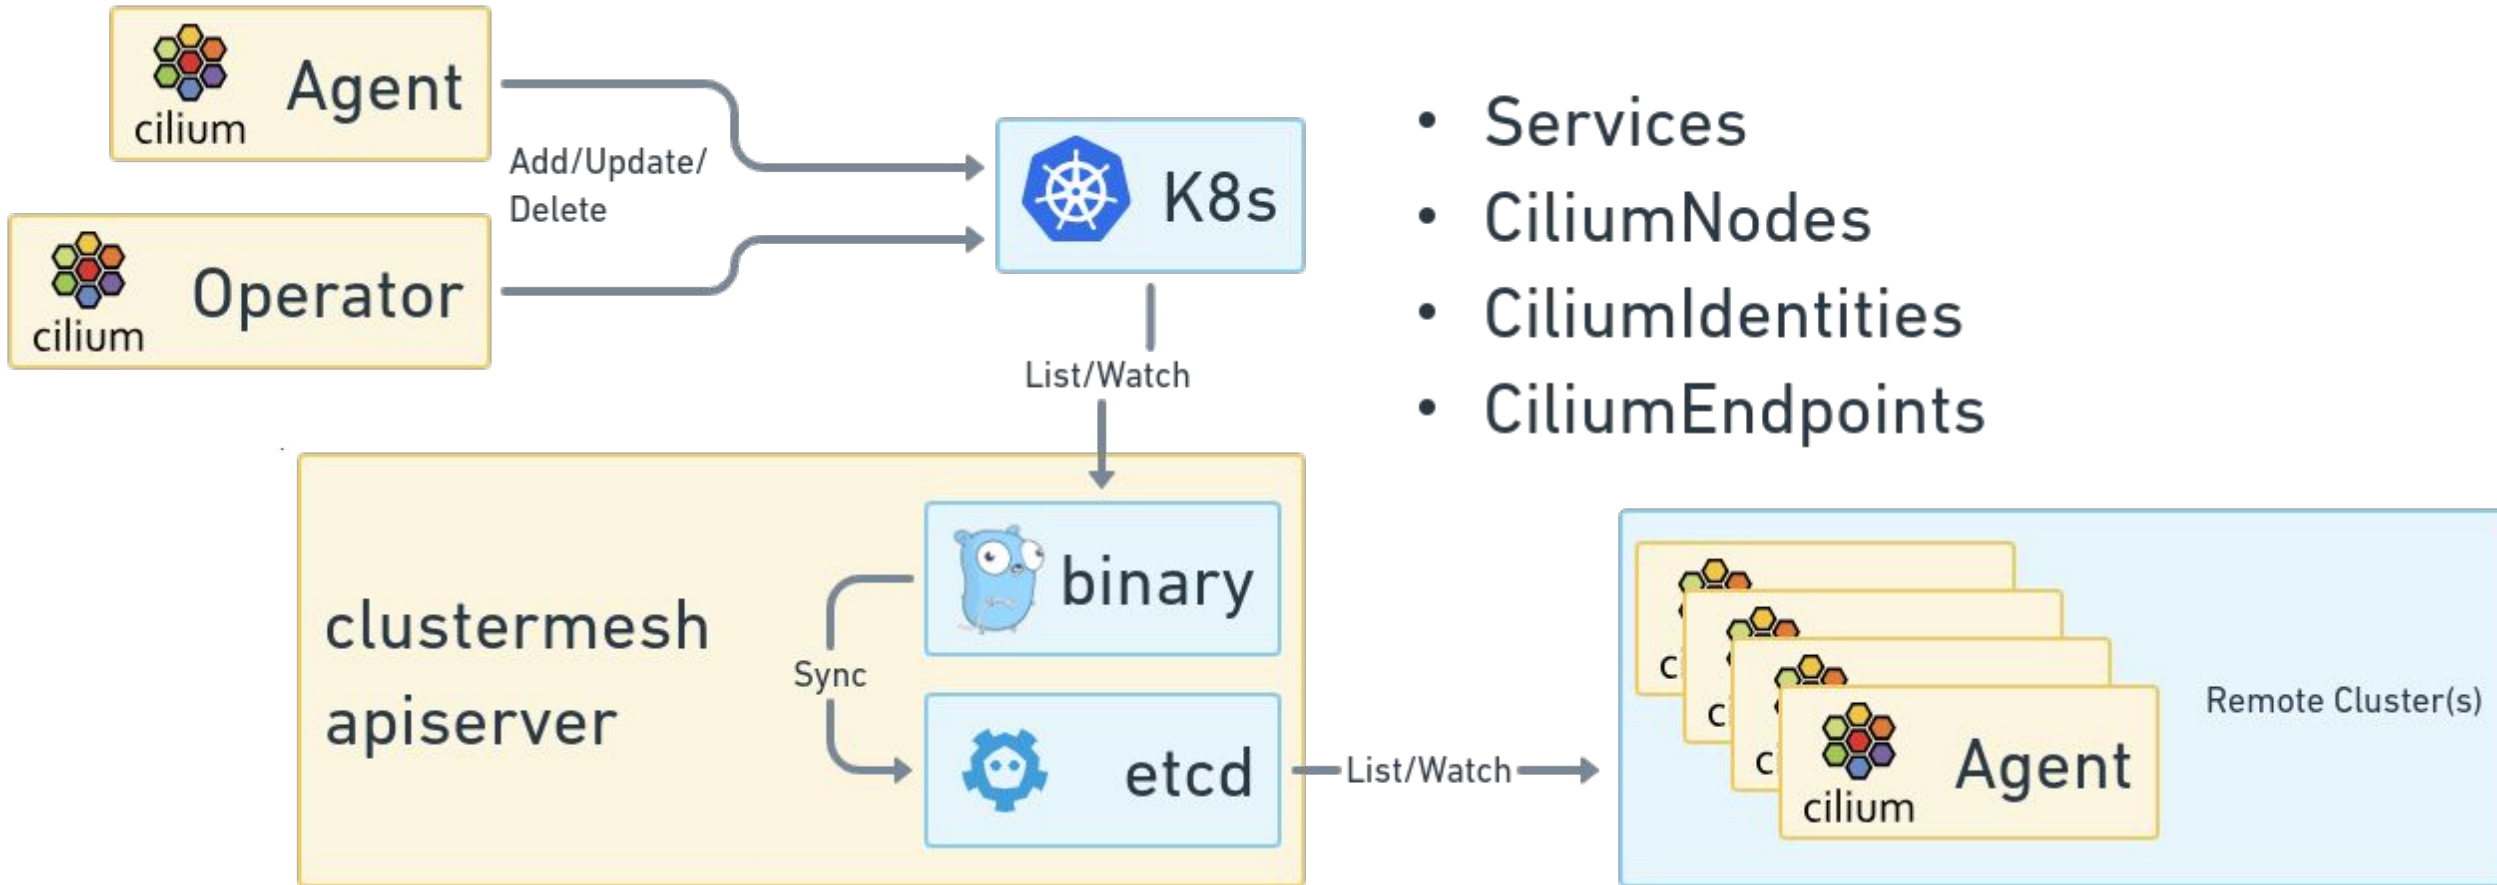 cilium
Agent
Add/Update/
Delete
cilium
Operator
K8s
• Services
• CiliumNodes
• CiliumIdentities
• CiliumEndpoints
List/Watch
clustermesh
apiserver
binary
Sync
etcd
List/Watch
c
c
c
cilium
Agent
Remote Cluster(s)